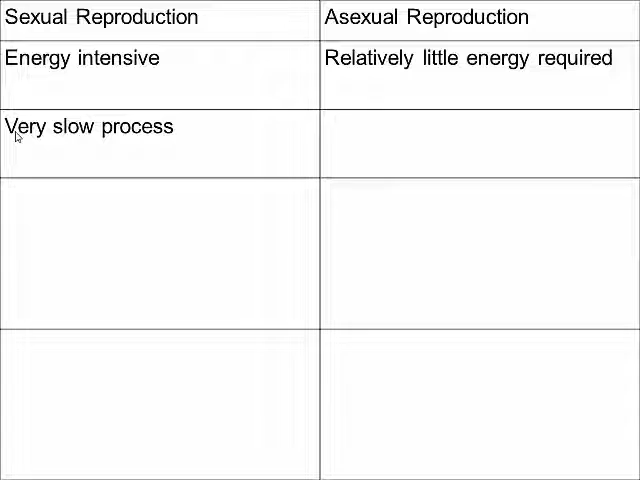 Sexual Reproduction
Asexual Reproduction
Energy intensive
Relatively little energy required
Very slow process